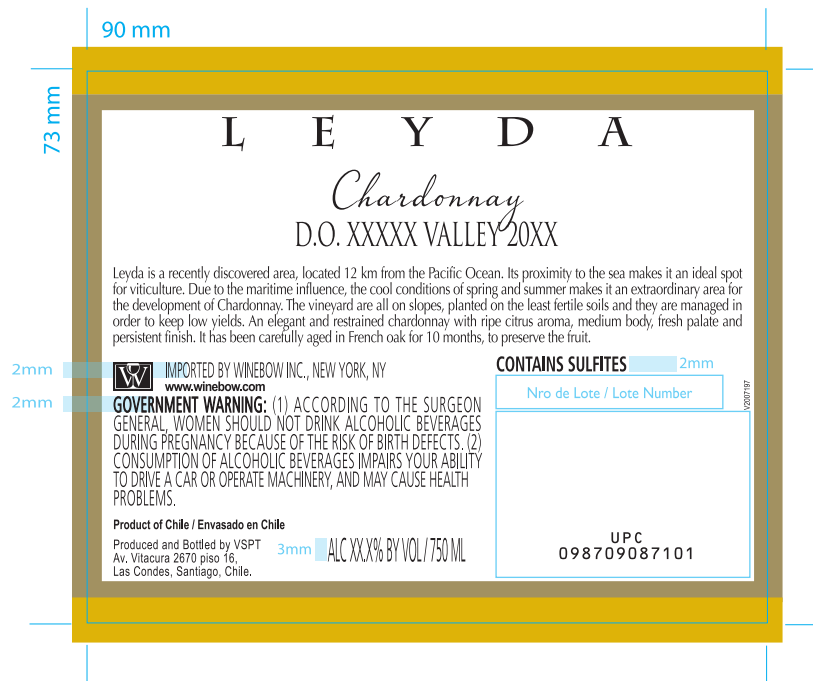 90 mm
73 mm
L E Y D A
Chardonnay
D.O. XXXXX VALLEY 20XX
Leyda is a recently discovered area, located 12 km from the Pacific Ocean. Its proximity to the sea makes it an ideal spot
for viticulture. Due to the maritime influence, the cool conditions of spring and summer makes it an extraordinary area for
the development of Chardonnay. The vineyard are all on slopes, planted on the least fertile soils and they are managed in
order to keep low yields. An elegant and restrained chardonnay with ripe citrus aroma, medium body, fresh palate and
persistent finish. It has been carefully aged in French oak for 10 months, to preserve the fruit.
2mm
W
IMPORTED BY WINEBOW INC., NEW YORK, NY
www.winebow.com
2mm
GOVERNMENT WARNING: (1) ACCORDING TO THE SURGEON
GENERAL, WOMEN SHOULD NOT DRINK ALCOHOLIC BEVERAGES
DURING PREGNANCY BECAUSE OF THE RISK OF BIRTH DEFECTS. (2)
CONSUMPTION OF ALCOHOLIC BEVERAGES IMPAIRS YOUR ABILITY
TO DRIVE A CAR OR OPERATE MACHINERY, AND MAY CAUSE HEALTH
PROBLEMS.
Product of Chile / Envasado en Chile
Produced and Bottled by VSPT
Av. Vitacura 2670 piso 16,
Las Condes, Santiago, Chile.
3mm
ALC XX.X% BY VOL / 750 ML
CONTAINS SULFITES
2mm
Nro de Lote / Lote Number
V2007197
UPC
098709087101